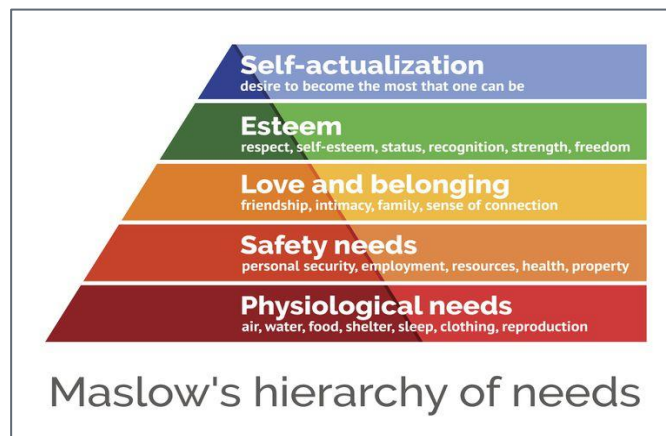 Self-actualization
desire to become the most that one can be
Esteem
respect, self-esteem, status, recognition, strength, freedom
Love and belonging
friendship, intimacy, family, sense of connection
Safety needs
personal security, employment, resources, health, property
Physiological needs
air, water, food, shelter, sleep, clothing, reproduction
Maslow's hierarchy of needs